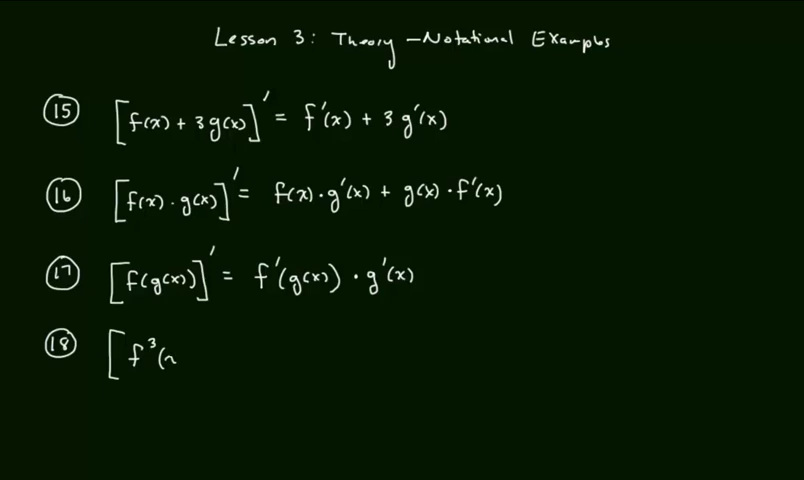 Lesson 3: Theory - Notational Examples
15 [f(x) + 3g(x)]' = f'(x) + 3g'(x)
16 [f(x) · g(x)]' = f(x) · g'(x) + g(x) · f'(x)
17 [f(g(x))]' = f'(g(x)) · g'(x)
18 [f³(